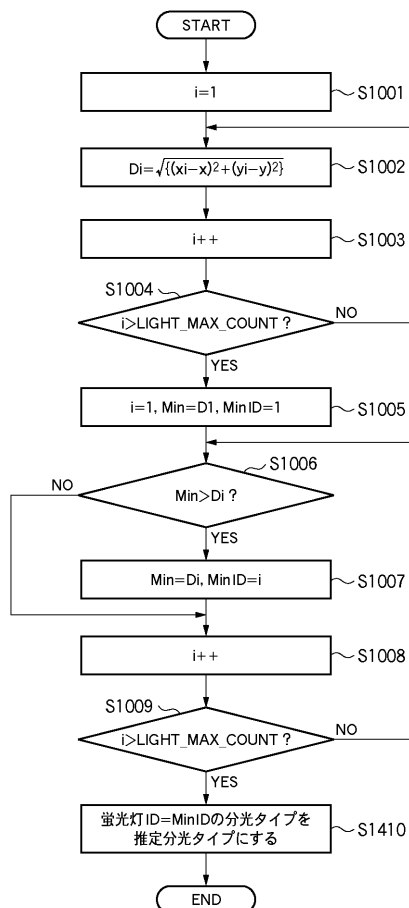 START
i=1
S1001
Di=√{(xi−x)²+(yi−y)²}
S1002
i++
S1003
S1004
i>LIGHT_MAX_COUNT ?
NO
YES
i=1, Min=D1, MinID=1
S1005
S1006
NO
Min>Di ?
YES
Min=Di, MinID=i
S1007
i++
S1008
S1009
i>LIGHT_MAX_COUNT ?
NO
YES
蛍光灯ID=MinIDの分光タイプを
推定分光タイプにする
S1410
END